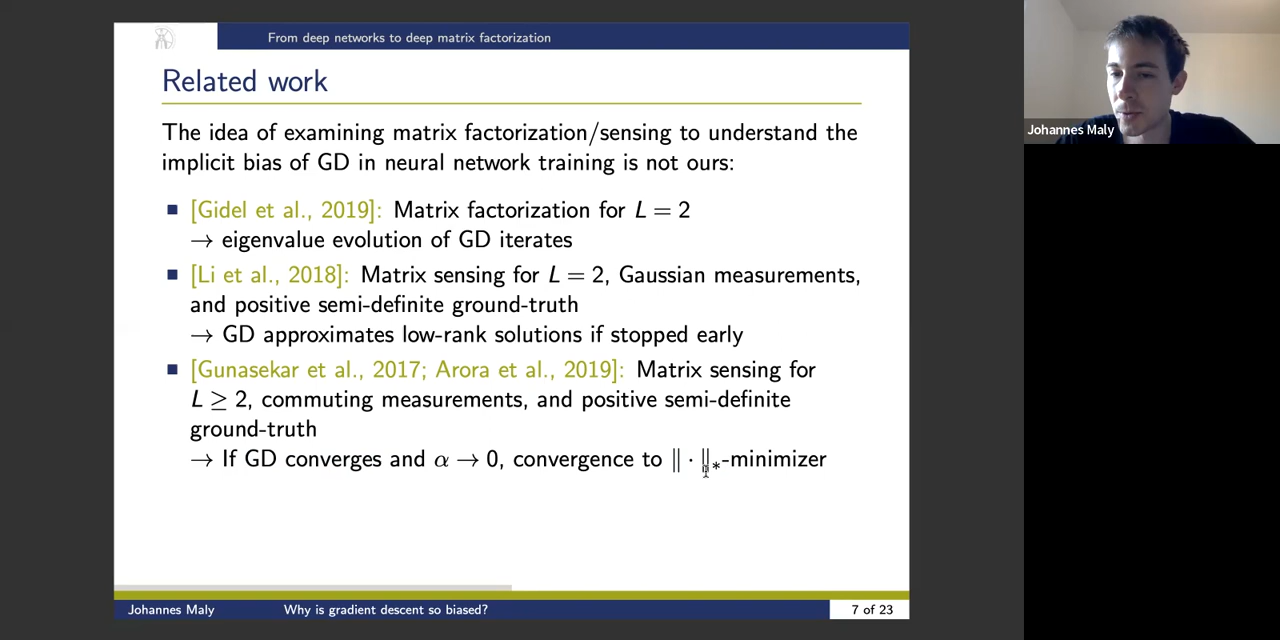 From deep networks to deep matrix factorization
Related work
The idea of examining matrix factorization/sensing to understand the
implicit bias of GD in neural network training is not ours:
[Gidel et al., 2019]: Matrix factorization for L = 2
→ eigenvalue evolution of GD iterates
[Li et al., 2018]: Matrix sensing for L = 2, Gaussian measurements,
and positive semi-definite ground-truth
→ GD approximates low-rank solutions if stopped early
[Gunasekar et al., 2017; Arora et al., 2019]: Matrix sensing for
L ≥ 2, commuting measurements, and positive semi-definite
ground-truth
→ If GD converges and α → 0, convergence to ‖ · ‖*-minimizer
Johannes Maly Why is gradient descent so biased? 7 of 23
Johannes Maly